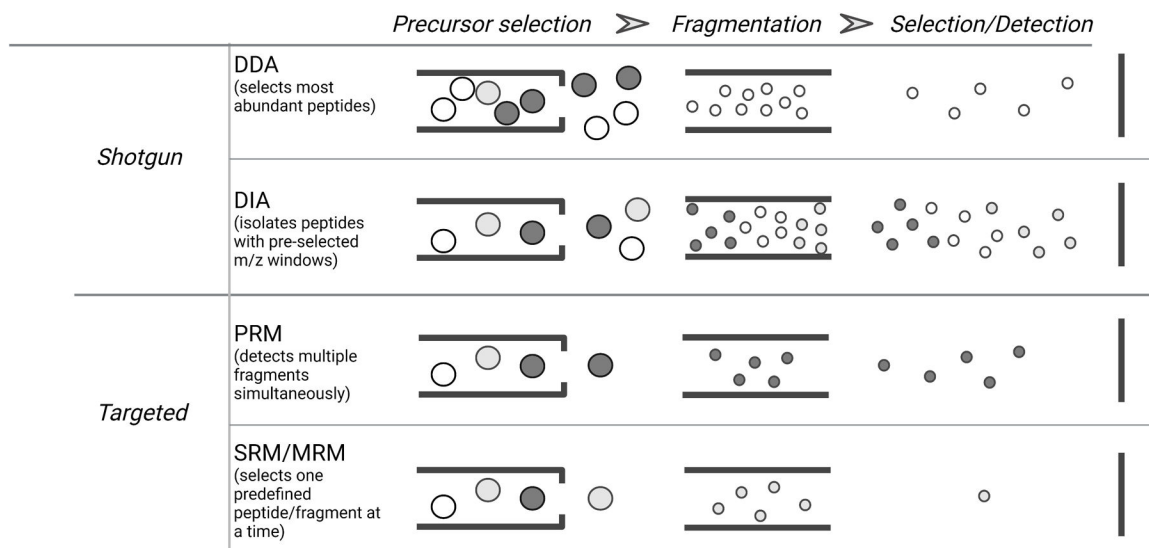 Precursor selection Fragmentation Selection/Detection
DDA
(selects most
abundant peptides)
Shotgun
DIA
(isolates peptides
with pre-selected
m/z windows)
PRM
(detects multiple
fragments
simultaneously)
Targeted
SRM/MRM
(selects one
predefined
peptide/fragment at
a time)